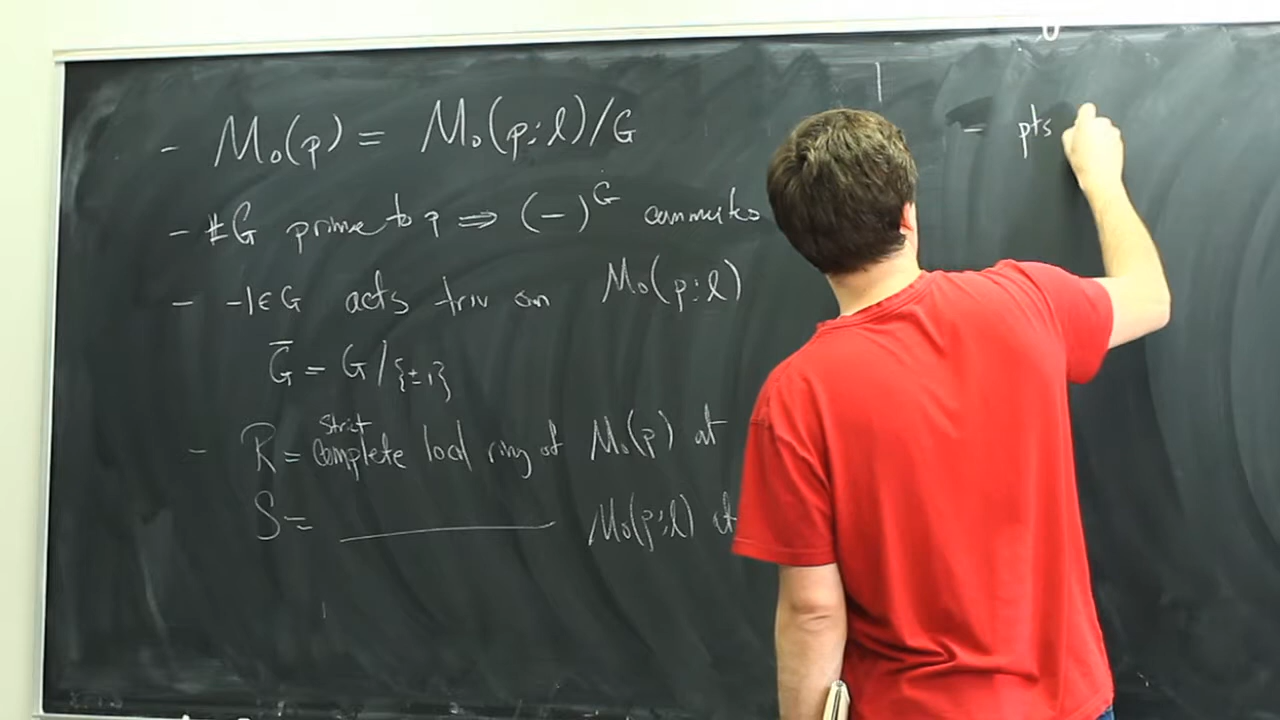 - M₀(p) = M₀(p;l)/G
- #G prime to p ⇒ (-)^G commutes
- -1∈G acts triv on M₀(p;l)
G̅ = G/{±1}
strict
- R = complete local ring of M₀(p) at
S = ________ M₀(p;l) at
- pts